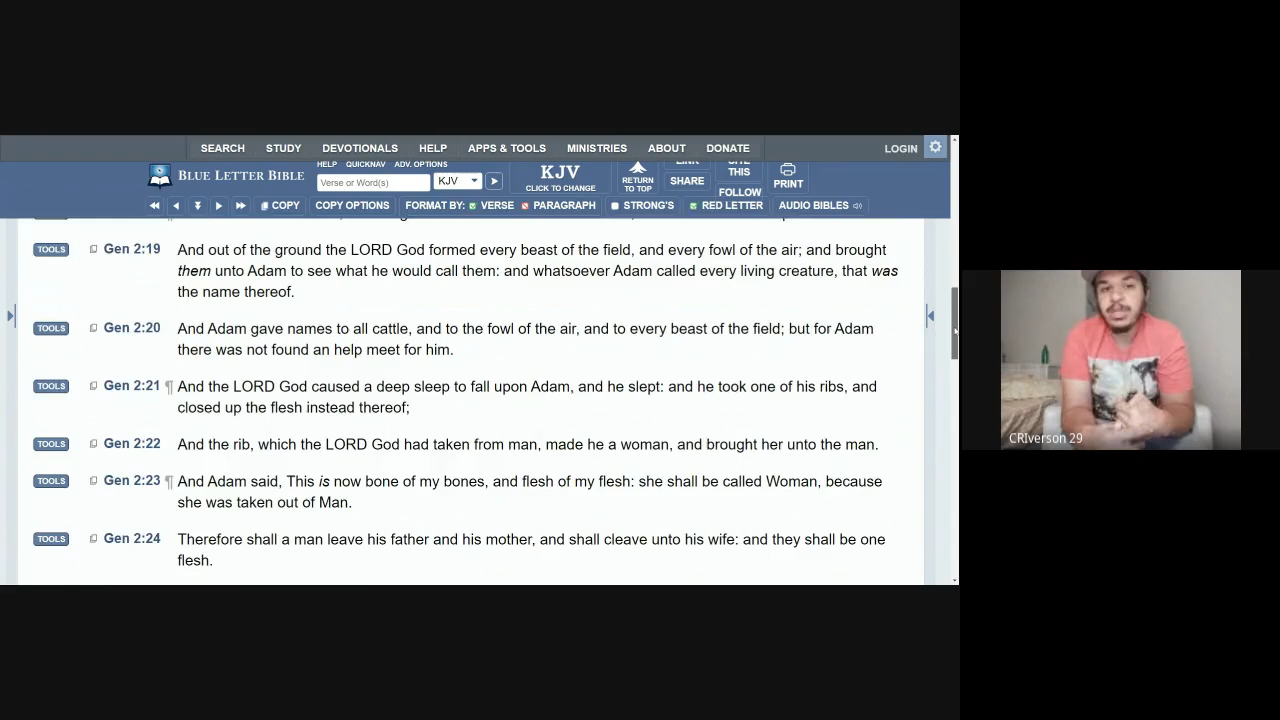 SEARCH STUDY DEVOTIONALS HELP APPS & TOOLS MINISTRIES ABOUT DONATE LOGIN
HELP QUICKNAV ADV. OPTIONS
BLUE LETTER BIBLE
Verse or Word(s) KJV
KJV
CLICK TO CHANGE
RETURN
TO TOP
LINK
SHARE
CITE
THIS
FOLLOW
PRINT
COPY COPY OPTIONS FORMAT BY: VERSE PARAGRAPH STRONG'S RED LETTER AUDIO BIBLES
TOOLS Gen 2:19 And out of the ground the LORD God formed every beast of the field, and every fowl of the air; and brought
them unto Adam to see what he would call them: and whatsoever Adam called every living creature, that was
the name thereof.
TOOLS Gen 2:20 And Adam gave names to all cattle, and to the fowl of the air, and to every beast of the field; but for Adam
there was not found an help meet for him.
TOOLS Gen 2:21 ¶ And the LORD God caused a deep sleep to fall upon Adam, and he slept: and he took one of his ribs, and
closed up the flesh instead thereof;
TOOLS Gen 2:22 And the rib, which the LORD God had taken from man, made he a woman, and brought her unto the man.
TOOLS Gen 2:23 ¶ And Adam said, This is now bone of my bones, and flesh of my flesh: she shall be called Woman, because
she was taken out of Man.
TOOLS Gen 2:24 Therefore shall a man leave his father and his mother, and shall cleave unto his wife: and they shall be one
flesh.
CRIverson 29